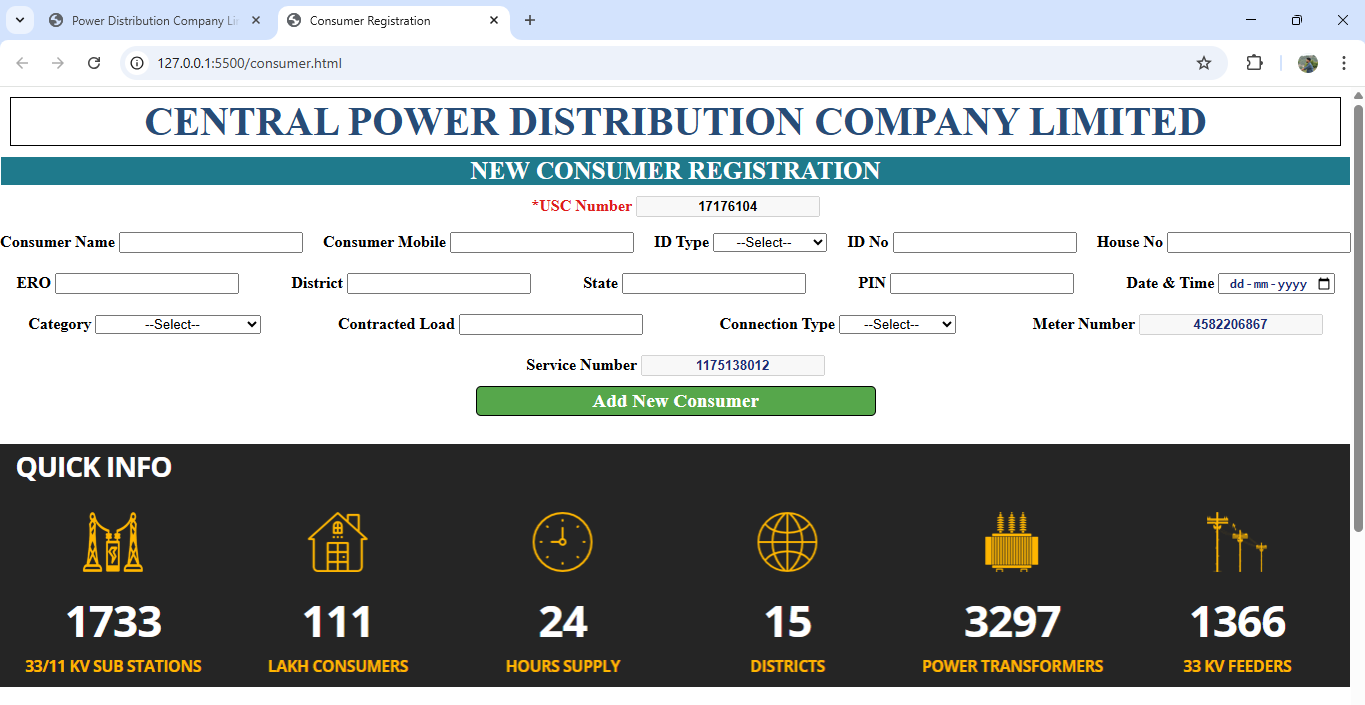 Power Distribution Company Li
Consumer Registration
127.0.0.1:5500/consumer.html
CENTRAL POWER DISTRIBUTION COMPANY LIMITED
NEW CONSUMER REGISTRATION
*USC Number 17176104
Consumer Name Consumer Mobile ID Type --Select-- ID No House No
ERO District State PIN Date & Time dd-mm-yyyy
Category --Select-- Contracted Load Connection Type --Select-- Meter Number 4582206867
Service Number 1175138012
Add New Consumer
QUICK INFO
1733 111 24 15 3297 1366
33/11 KV SUB STATIONS LAKH CONSUMERS HOURS SUPPLY DISTRICTS POWER TRANSFORMERS 33 KV FEEDERS